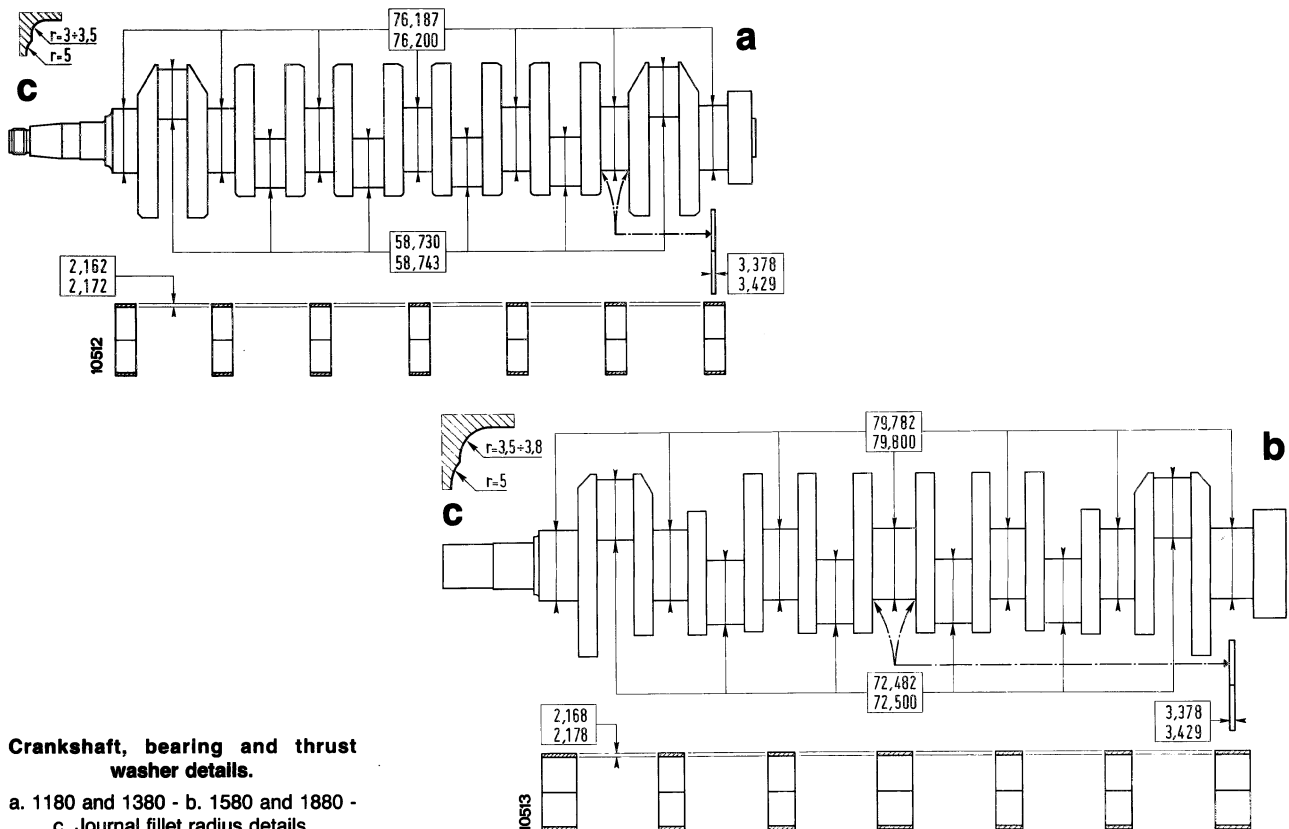 r=3÷3,5
r=5
c
76,187
76,200
a
58,730
58,743
2,162
2,172
3,378
3,429
10512
r=3,5÷3,8
r=5
c
79,782
79,800
b
72,482
72,500
2,168
2,178
3,378
3,429
10513
Crankshaft, bearing and thrust
washer details.
a. 1180 and 1380 - b. 1580 and 1880 -
c. Journal fillet radius details